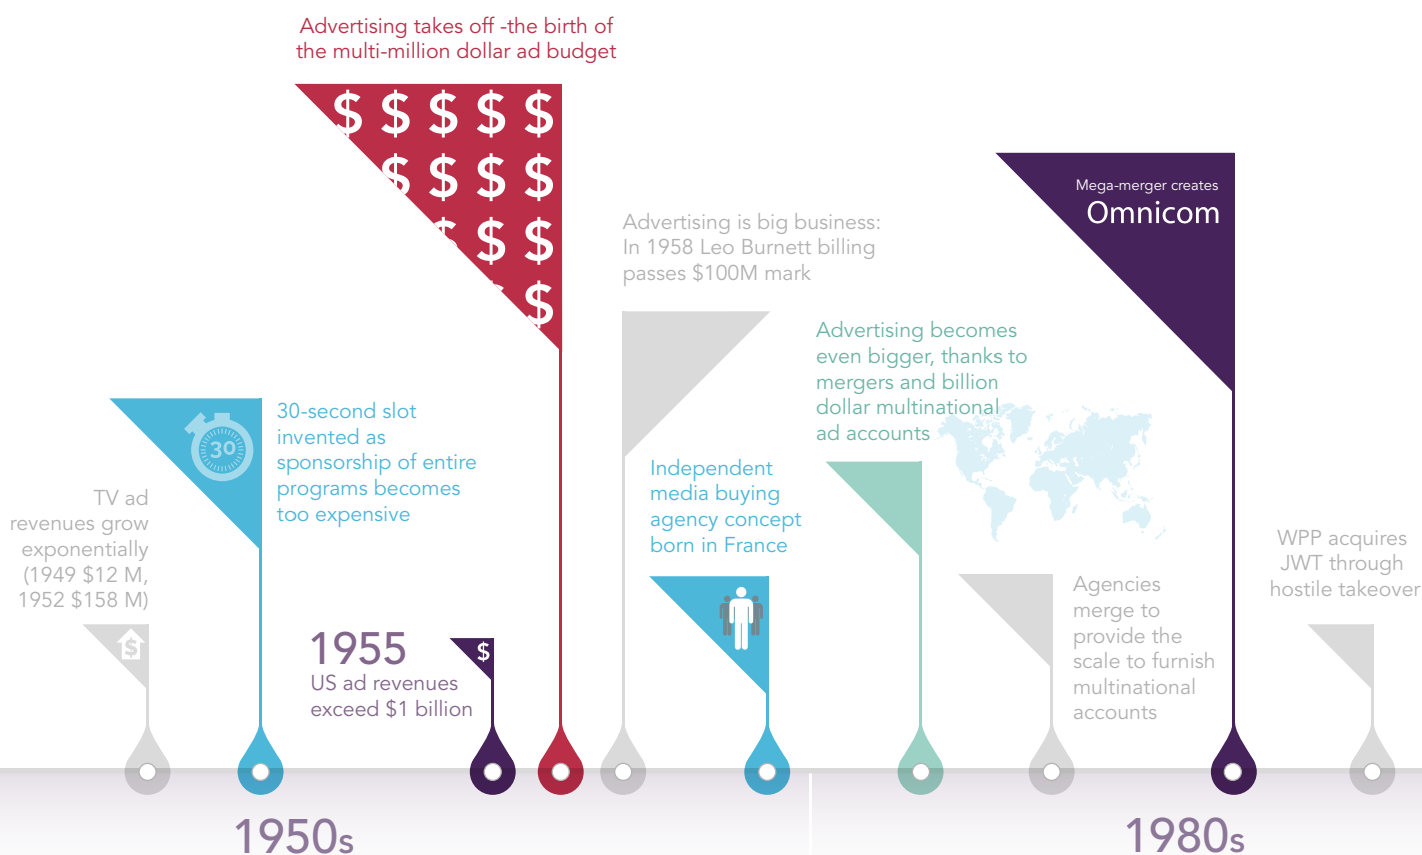 Advertising takes off -the birth of
the multi-million dollar ad budget
$ $ $ $ $
$ $ $ $
$ $ $
$
Mega-merger creates
Omnicom
Advertising is big business:
In 1958 Leo Burnett billing
passes $100M mark
Advertising becomes
even bigger, thanks to
mergers and billion
dollar multinational
ad accounts
30
30-second slot
invented as
sponsorship of entire
programs becomes
too expensive
Independent
media buying
agency concept
born in France
TV ad
revenues grow
exponentially
(1949 $12 M,
1952 $158 M)
$
1955
US ad revenues
exceed $1 billion
$
Agencies
merge to
provide the
scale to furnish
multinational
accounts
WPP acquires
JWT through
hostile takeover
1950s
1980s